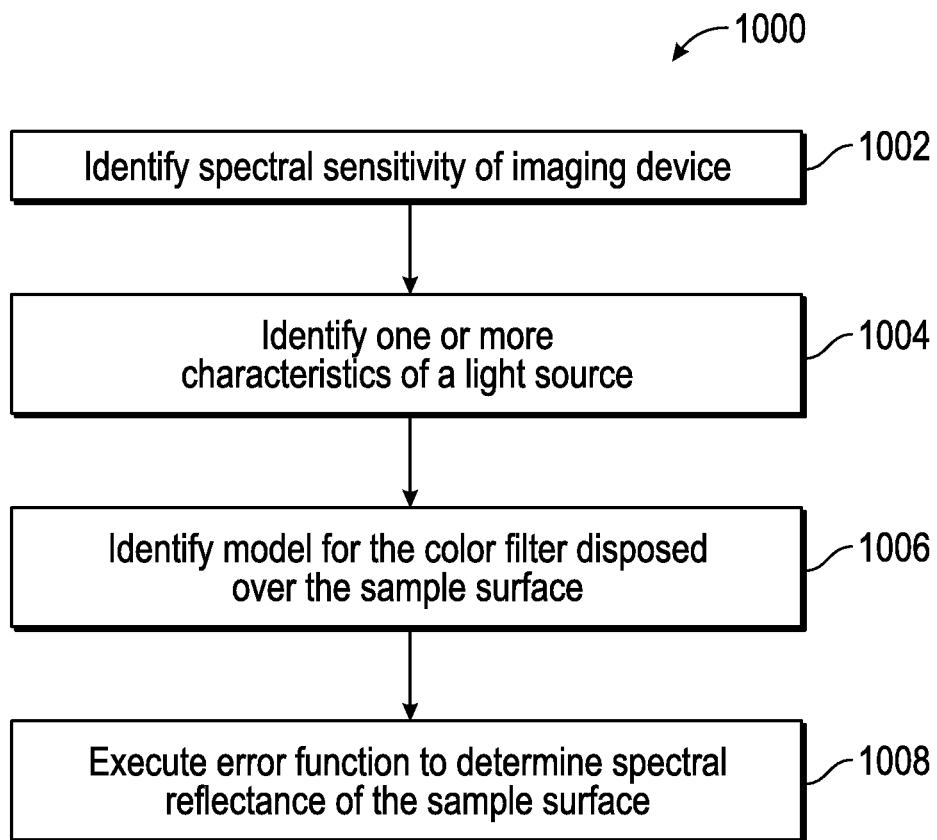 1000
Identify spectral sensitivity of imaging device
1002
Identify one or more
characteristics of a light source
1004
Identify model for the color filter disposed
over the sample surface
1006
Execute error function to determine spectral
reflectance of the sample surface
1008